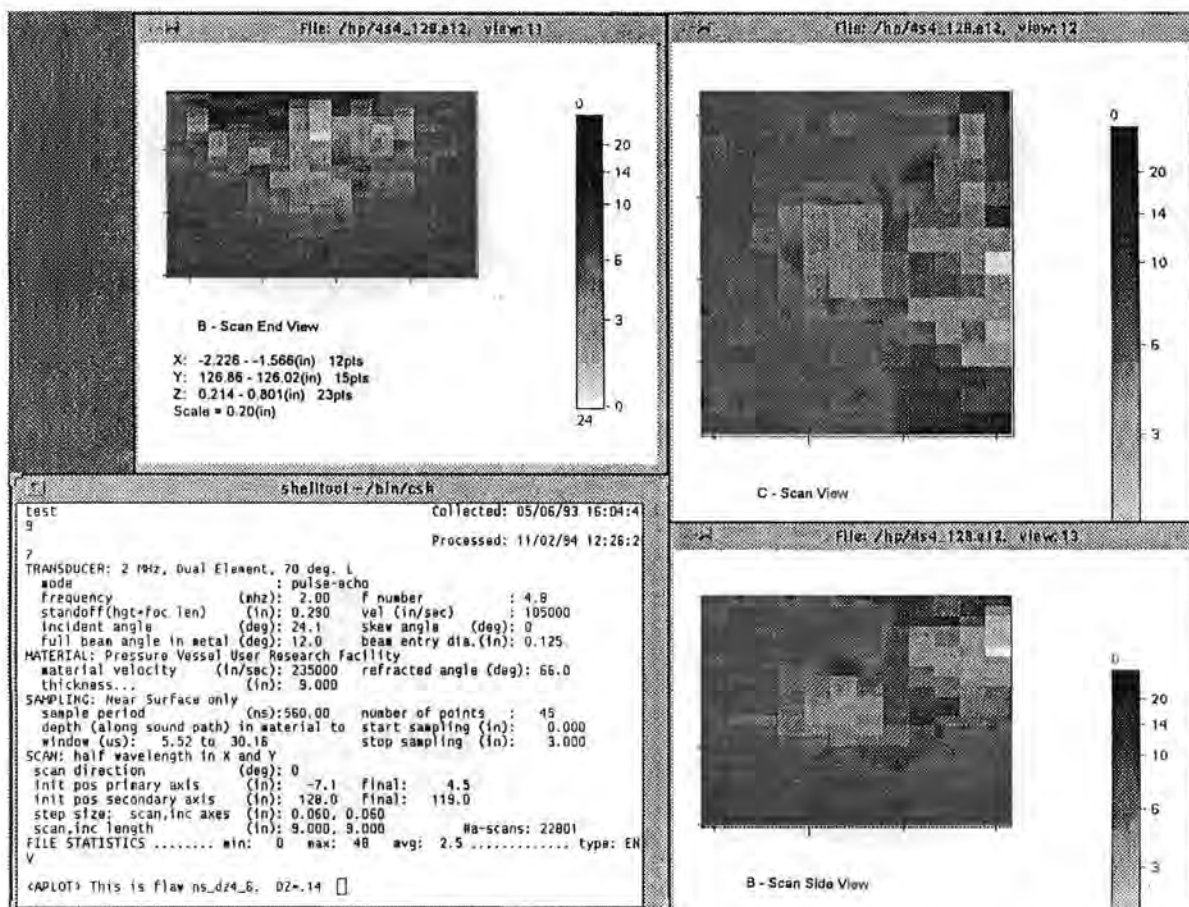 File: /hp/4s4_128.e12, view:11
0
20
14
10
6
3
0
24
B - Scan End View
X: -2.226 - -1.566(in) 12pts
Y: 126.86 - 126.02(in) 15pts
Z: 0.214 - 0.801(in) 23pts
Scale = 0.20(in)
File: /hp/4s4_128.e12, view:12
0
20
14
10
6
3
C - Scan View
shelltool - /bin/csh
test Collected: 05/06/93 16:04:4
9
Processed: 11/02/94 12:26:2
7
TRANSDUCER: 2 MHz, Dual Element, 70 deg. L
mode : pulse-echo
frequency (mhz): 2.00 f number : 4.8
standoff(hgt+foc len) (in): 0.290 vel (in/sec) : 105000
incident angle (deg): 24.1 skew angle (deg): 0
full beam angle in metal (deg): 12.0 beam entry dia.(in): 0.125
MATERIAL: Pressure Vessel User Research Facility
material velocity (in/sec): 235000 refracted angle (deg): 66.0
thickness... (in): 9.000
SAMPLING: Near Surface only
sample period (ns):560.00 number of points : 45
depth (along sound path) in material to start sampling (in): 0.000
window (us): 5.52 to 30.16 stop sampling (in): 3.000
SCAN: half wavelength in X and Y
scan direction (deg): 0
init pos primary axis (in): -7.1 final: 4.5
init pos secondary axis (in): 128.0 final: 119.0
step size: scan,inc axes (in): 0.060, 0.060
scan,inc length (in): 9.000, 9.000 #a-scans: 22801
FILE STATISTICS ........ min: 0 max: 48 avg: 2.5 ............. type: EN
V
<APLOT> This is flaw
File: /hp/4s4_128.e12, view:13
0
20
14
10
6
3
B - Scan Side View